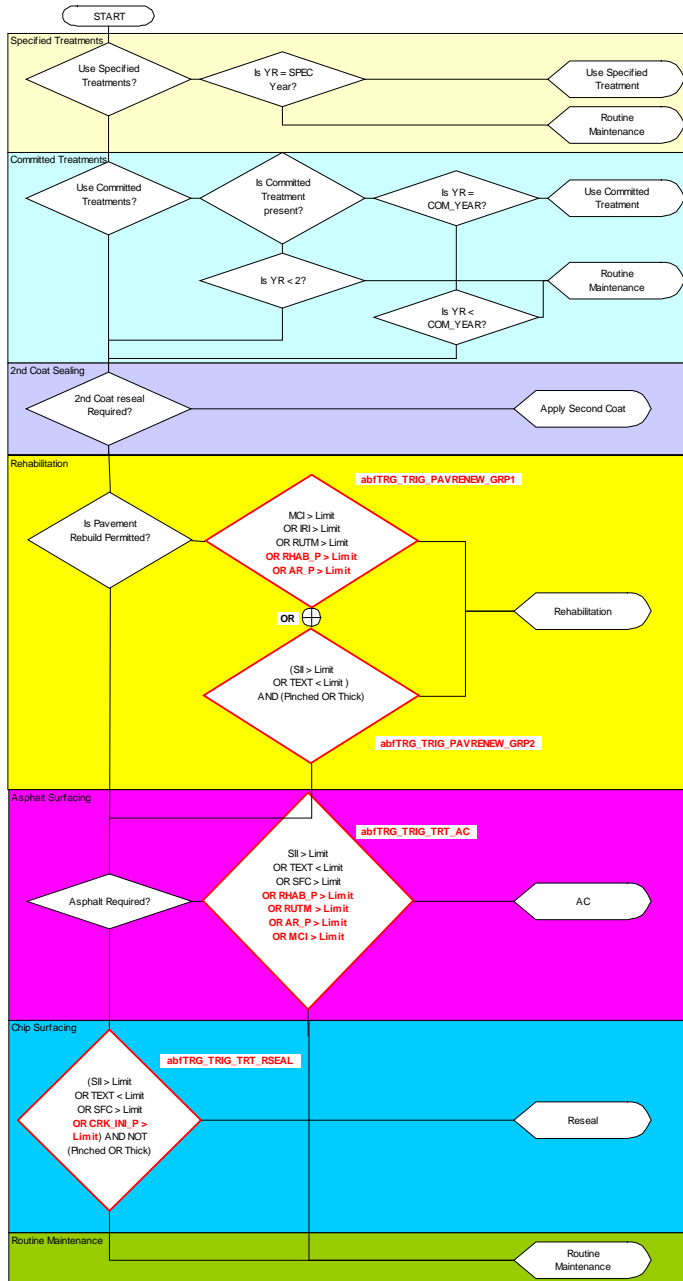 START
Specified Treatments
Use Specified
Treatments?
Is YR = SPEC
Year?
Use Specified
Treatment
Routine
Maintenance
Committed Treatments
Use Committed
Treatments?
Is Committed
Treatment
present?
Is YR =
COM_YEAR?
Use Committed
Treatment
Is YR < 2?
Routine
Maintenance
Is YR <
COM_YEAR?
2nd Coat Sealing
2nd Coat reseal
Required?
Apply Second Coat
Rehabilitation
abfTRG_TRIG_PAVRENEW_GRP1
Is Pavement
Rebuild Permitted?
MCI > Limit
OR IRI > Limit
OR RUTM > Limit
OR RHAB_P > Limit
OR AR_P > Limit
OR
Rehabilitation
(SII > Limit
OR TEXT < Limit )
AND (Pinched OR Thick)
abfTRG_TRIG_PAVRENEW_GRP2
Asphalt Surfacing
abfTRG_TRIG_TRT_AC
Asphalt Required?
SII > Limit
OR TEXT < Limit
OR SFC > Limit
OR RHAB_P > Limit
OR RUTM > Limit
OR AR_P > Limit
OR MCI > Limit
AC
Chip Surfacing
abfTRG_TRIG_TRT_RSEAL
(SII > Limit
OR TEXT < Limit
OR SFC > Limit
OR CRK_INI_P >
Limit) AND NOT
(Pinched OR Thick)
Reseal
Routine Maintenance
Routine
Maintenance